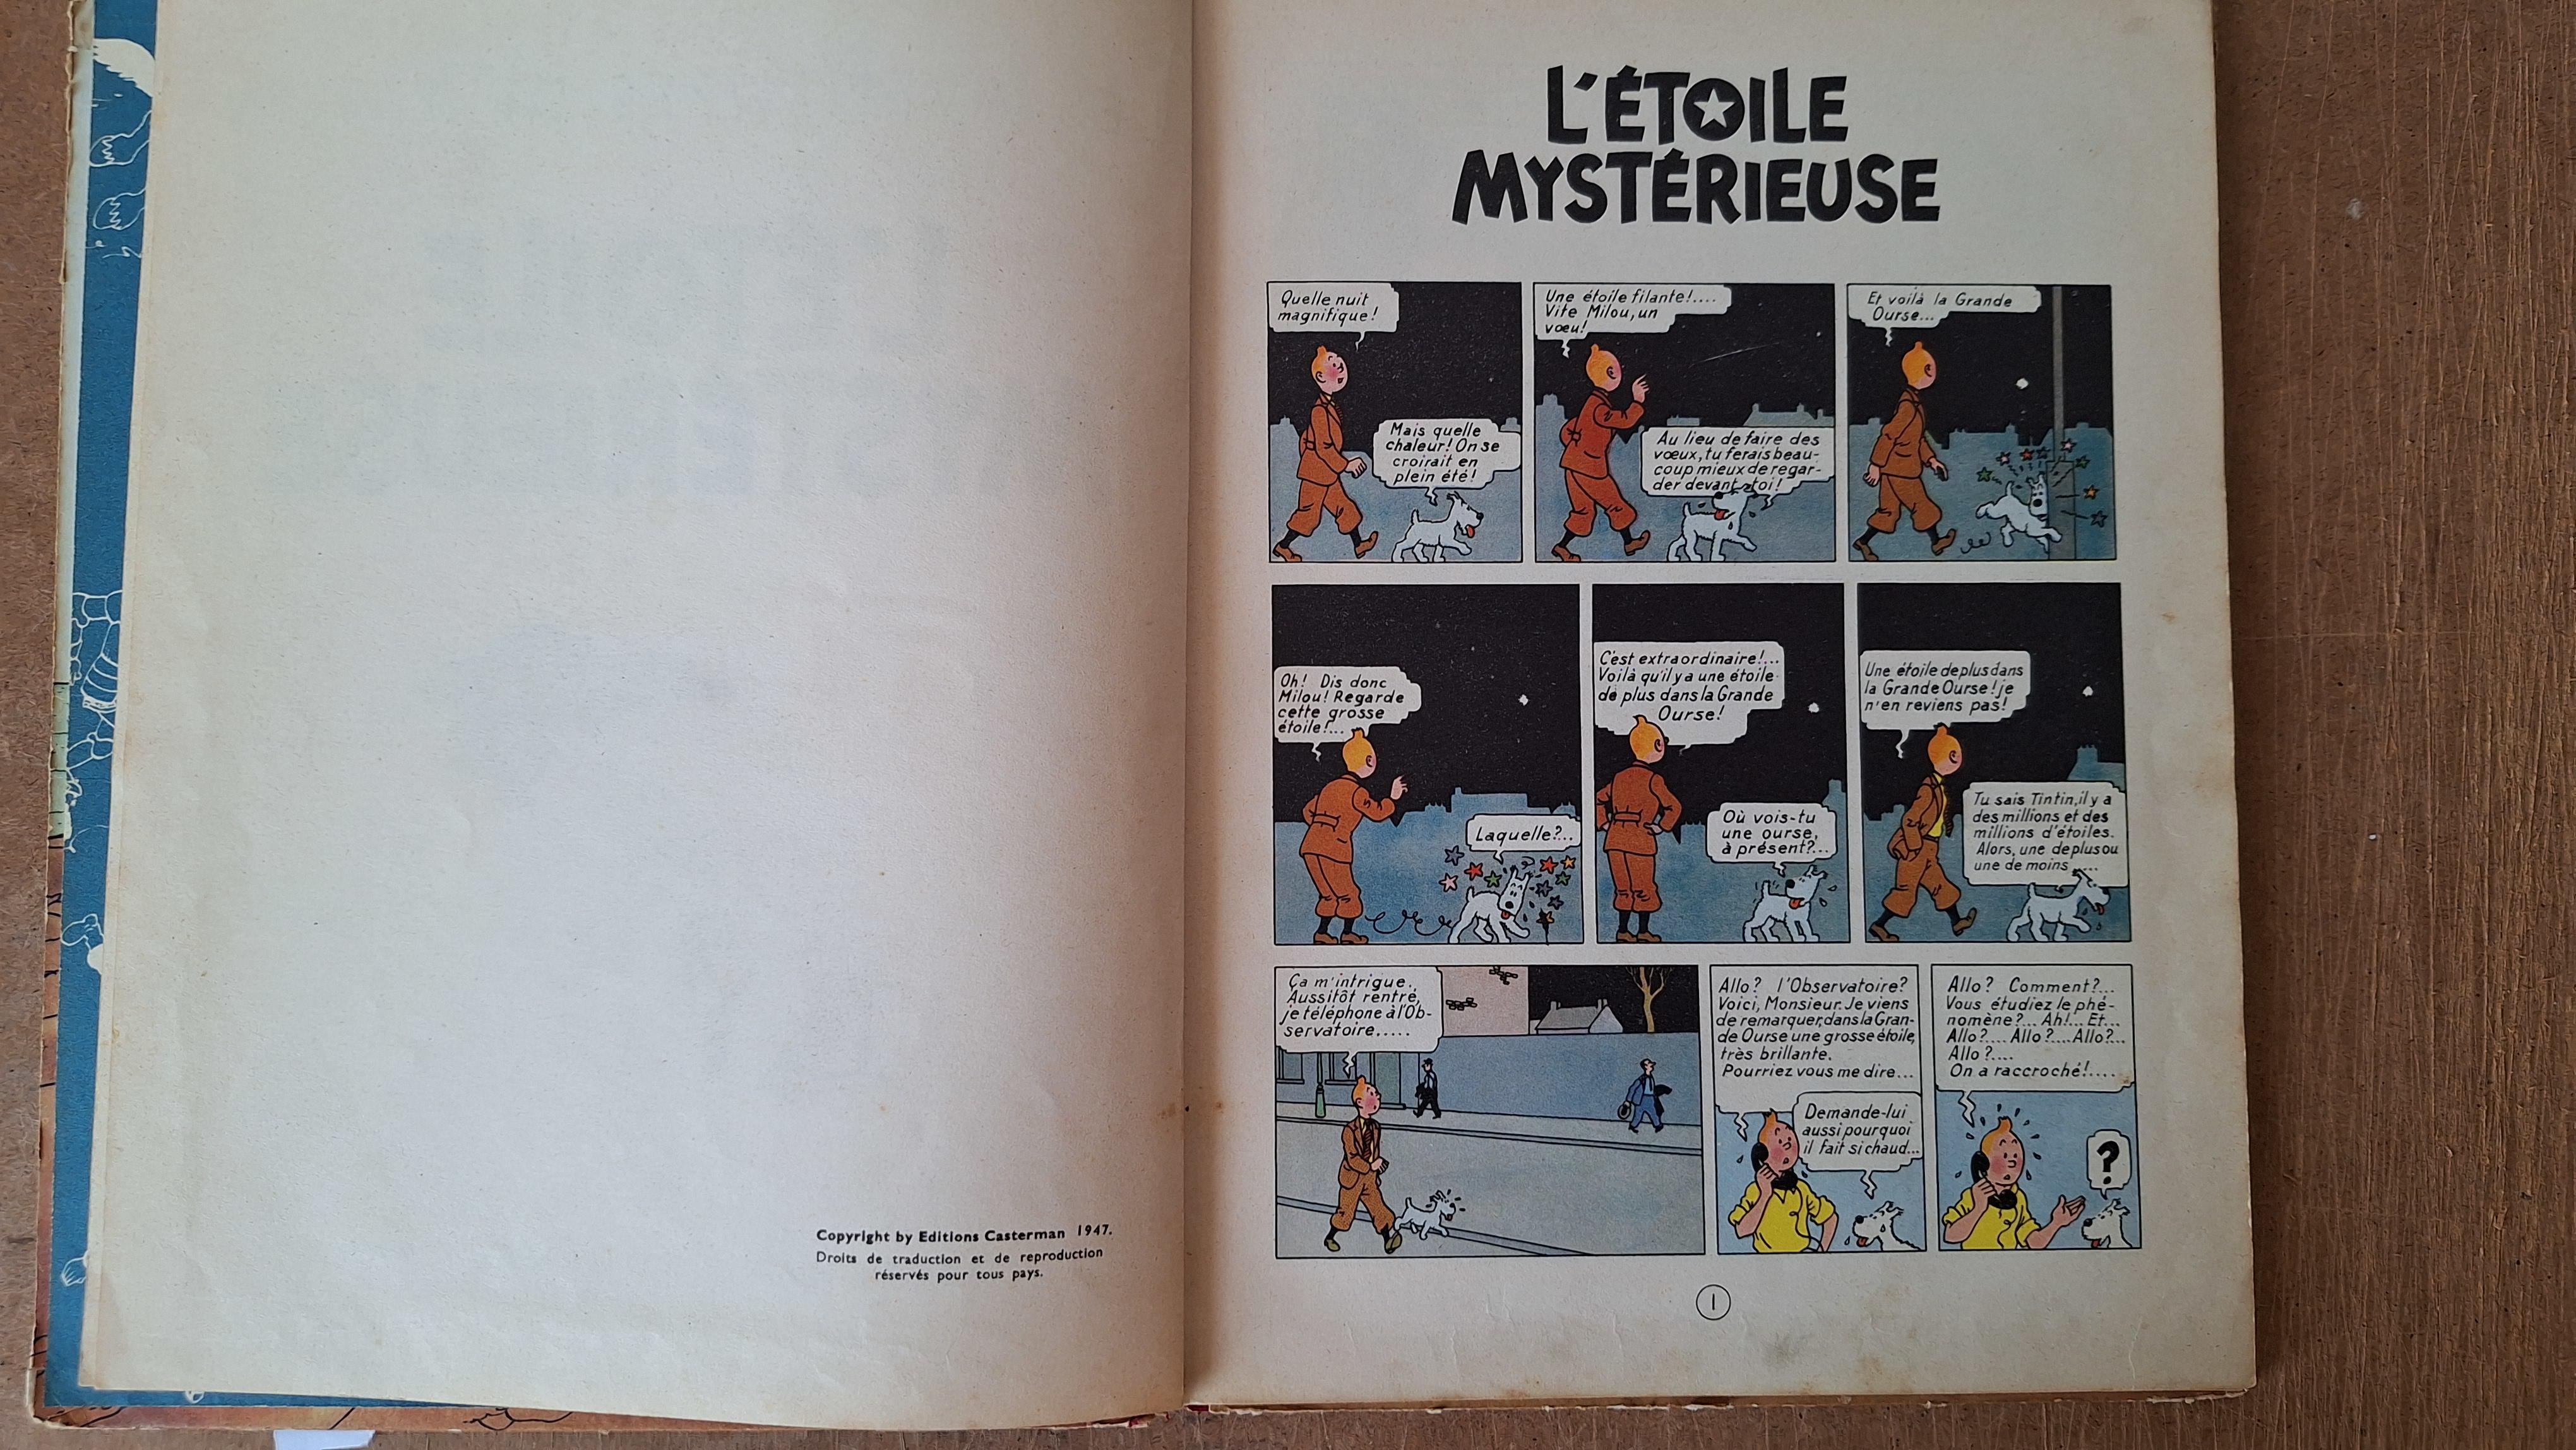 Copyright by Editions Casterman 1947.
Droits de traduction et de reproduction
réservés pour tous pays.
L'ÉTOILE
MYSTÉRIEUSE
Quelle nuit
magnifique!
Mais quelle
chaleur! On se
croirait en
plein été!
Une étoile filante!....
Vite Milou, un
vœu!
Au lieu de faire des
vœux, tu ferais beau-
coup mieux de regar-
der devant toi!
Et voilà la Grande
Ourse...
Oh! Dis donc
Milou! Regarde
cette grosse
étoile!...
Laquelle?...
C'est extraordinaire!...
Voilà qu'il y a une étoile
de plus dans la Grande
Ourse!
Où vois-tu
une ourse,
à présent?...
Une étoile de plus dans
la Grande Ourse! je
n'en reviens pas!
Tu sais Tintin, il y a
des millions et des
millions d'étoiles.
Alors, une de plus ou
une de moins.....
Ça m'intrigue.
Aussitôt rentré,
je téléphone à l'Ob-
servatoire.....
Allo? l'Observatoire?
Voici, Monsieur. Je viens
de remarquer, dans la Gran-
de Ourse une grosse étoile,
très brillante.
Pourriez vous me dire...
Demande-lui
aussi pourquoi
il fait si chaud...
Allo? Comment?...
Vous étudiez le phé-
nomène?... Ah!... Et...
Allo?.... Allo?....Allo?...
Allo?....
On a raccroché!.....
?
1